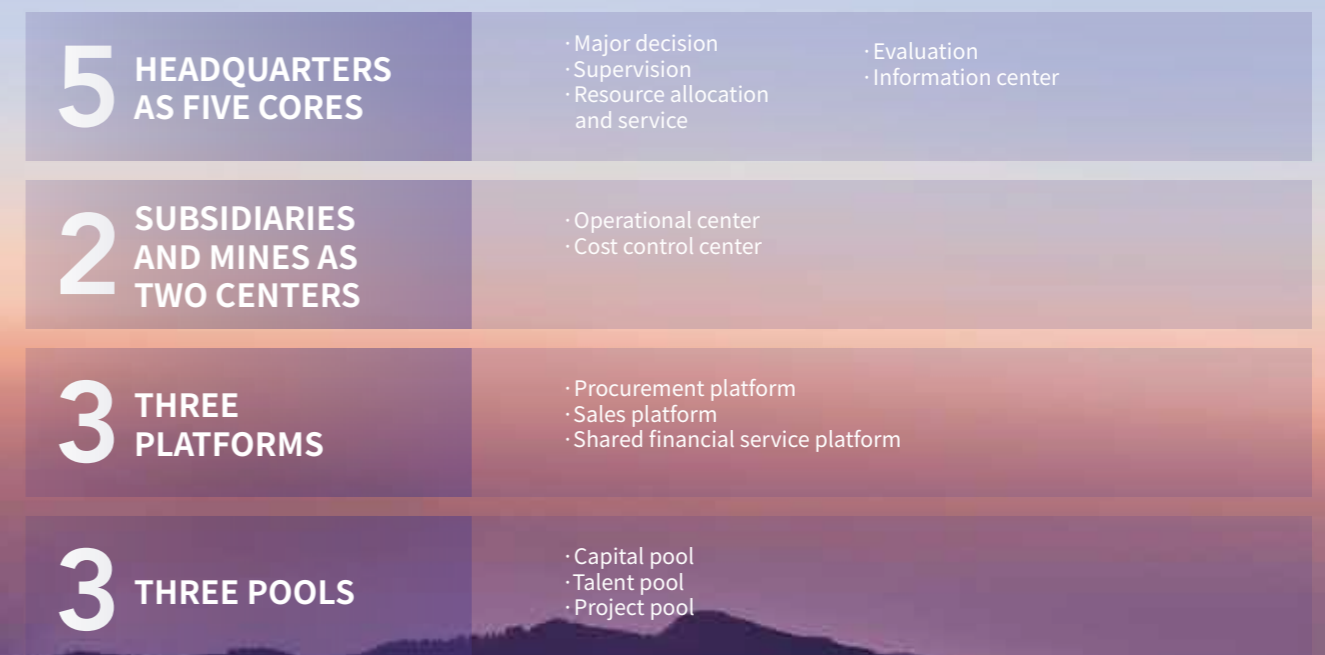 5
HEADQUARTERS
AS FIVE CORES
· Major decision
· Supervision
· Resource allocation
and service
· Evaluation
· Information center
2
SUBSIDIARIES
AND MINES AS
TWO CENTERS
· Operational center
· Cost control center
3
THREE
PLATFORMS
· Procurement platform
· Sales platform
· Shared financial service platform
3
THREE POOLS
· Capital pool
· Talent pool
· Project pool